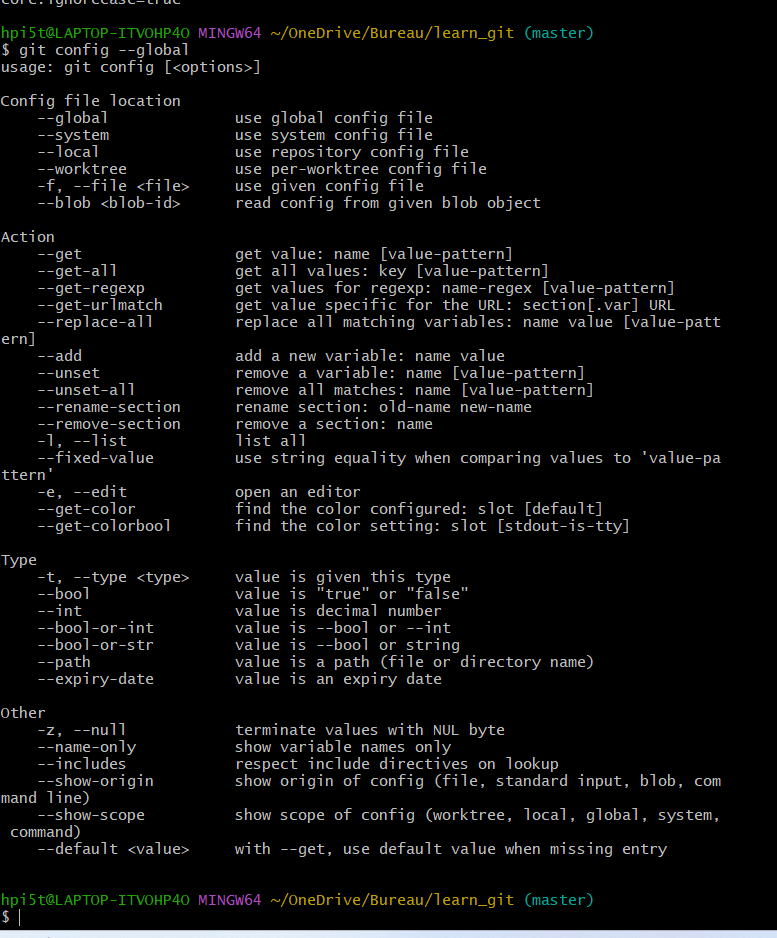 core.ignorecase=true
hpi5t@LAPTOP-ITVOHP4O MINGW64 ~/OneDrive/Bureau/learn_git (master)
$ git config --global
usage: git config [<options>]
Config file location
    --global              use global config file
    --system              use system config file
    --local               use repository config file
    --worktree            use per-worktree config file
    -f, --file <file>     use given config file
    --blob <blob-id>      read config from given blob object
Action
    --get                 get value: name [value-pattern]
    --get-all             get all values: key [value-pattern]
    --get-regexp          get values for regexp: name-regex [value-pattern]
    --get-urlmatch        get value specific for the URL: section[.var] URL
    --replace-all         replace all matching variables: name value [value-patt
ern]
    --add                 add a new variable: name value
    --unset               remove a variable: name [value-pattern]
    --unset-all           remove all matches: name [value-pattern]
    --rename-section      rename section: old-name new-name
    --remove-section      remove a section: name
    -l, --list            list all
    --fixed-value         use string equality when comparing values to 'value-pa
ttern'
    -e, --edit            open an editor
    --get-color           find the color configured: slot [default]
    --get-colorbool       find the color setting: slot [stdout-is-tty]
Type
    -t, --type <type>     value is given this type
    --bool                value is "true" or "false"
    --int                 value is decimal number
    --bool-or-int         value is --bool or --int
    --bool-or-str         value is --bool or string
    --path                value is a path (file or directory name)
    --expiry-date         value is an expiry date
Other
    -z, --null            terminate values with NUL byte
    --name-only           show variable names only
    --includes            respect include directives on lookup
    --show-origin         show origin of config (file, standard input, blob, com
mand line)
    --show-scope          show scope of config (worktree, local, global, system,
 command)
    --default <value>     with --get, use default value when missing entry
hpi5t@LAPTOP-ITVOHP4O MINGW64 ~/OneDrive/Bureau/learn_git (master)
$